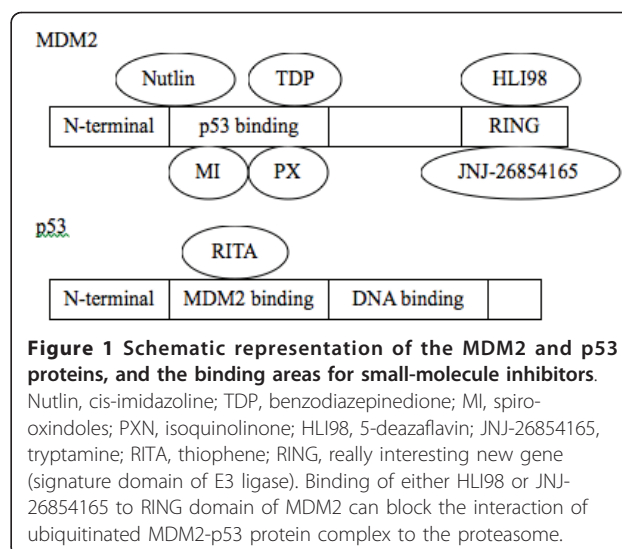 MDM2
Nutlin TDP HLI98
N-terminal p53 binding RING
MI PX JNJ-26854165
p53
RITA
N-terminal MDM2 binding DNA binding
Figure 1 Schematic representation of the MDM2 and p53
proteins, and the binding areas for small-molecule inhibitors.
Nutlin, cis-imidazoline; TDP, benzodiazepinedione; MI, spiro-
oxindoles; PXN, isoquinolinone; HLI98, 5-deazaflavin; JNJ-26854165,
tryptamine; RITA, thiophene; RING, really interesting new gene
(signature domain of E3 ligase). Binding of either HLI98 or JNJ-
26854165 to RING domain of MDM2 can block the interaction of
ubiquitinated MDM2-p53 protein complex to the proteasome.